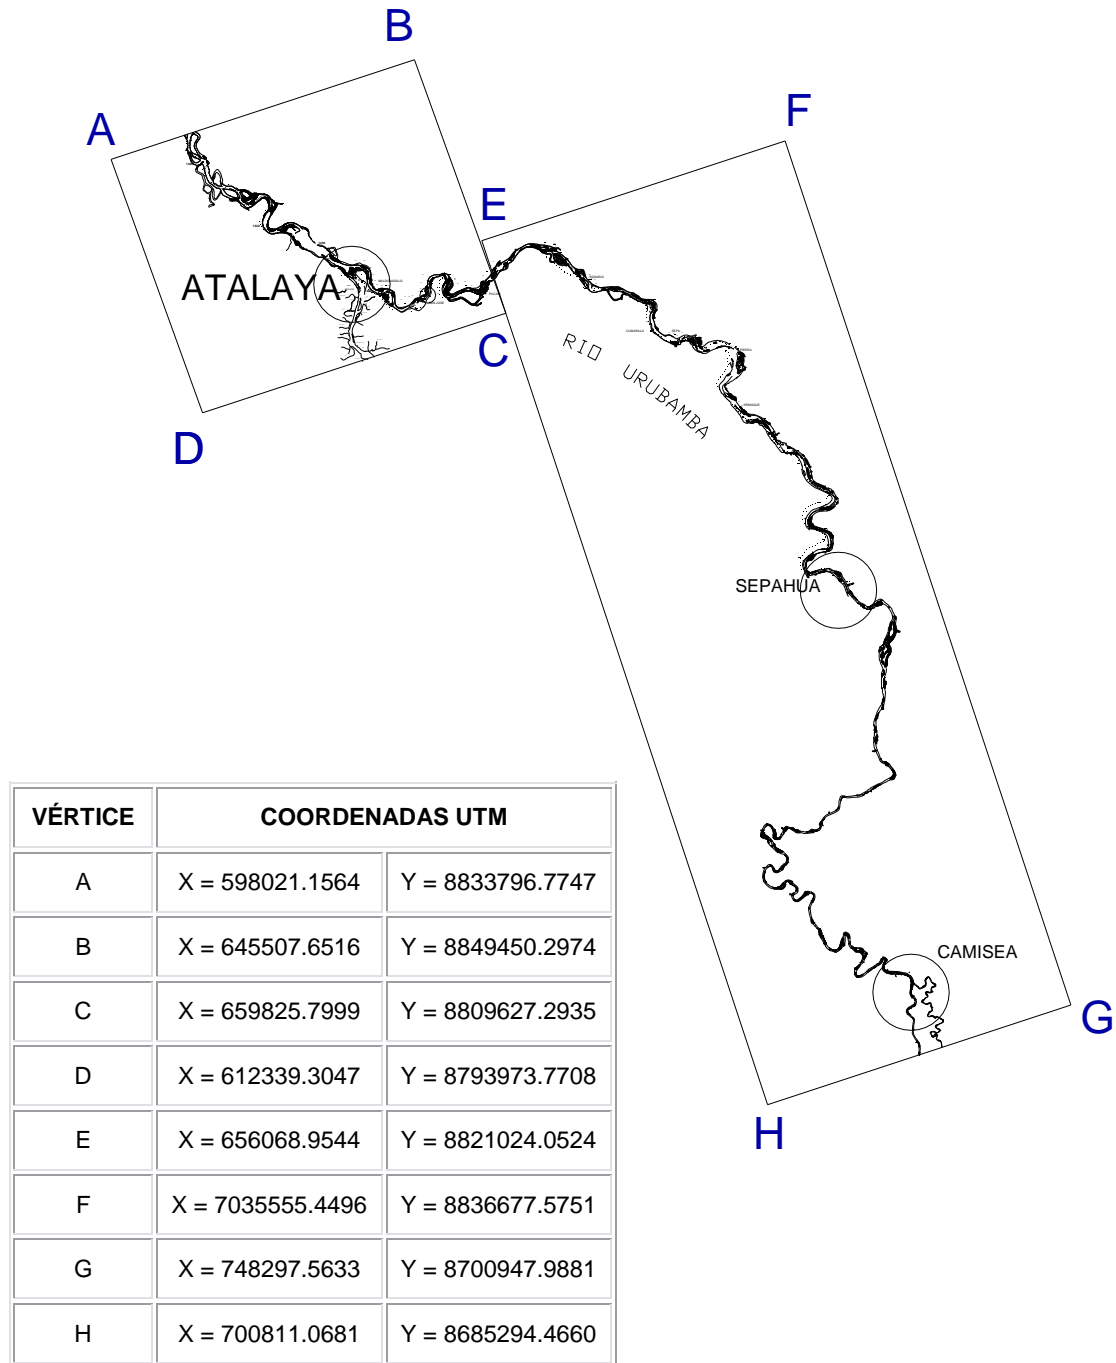 B
A
F
E
ATALAYA
C
RIO URUBAMBA
D
SEPAHUA
CAMISEA
G
H
VÉRTICE COORDENADAS UTM
A X = 598021.1564 Y = 8833796.7747
B X = 645507.6516 Y = 8849450.2974
C X = 659825.7999 Y = 8809627.2935
D X = 612339.3047 Y = 8793973.7708
E X = 656068.9544 Y = 8821024.0524
F X = 7035555.4496 Y = 8836677.5751
G X = 748297.5633 Y = 8700947.9881
H X = 700811.0681 Y = 8685294.4660